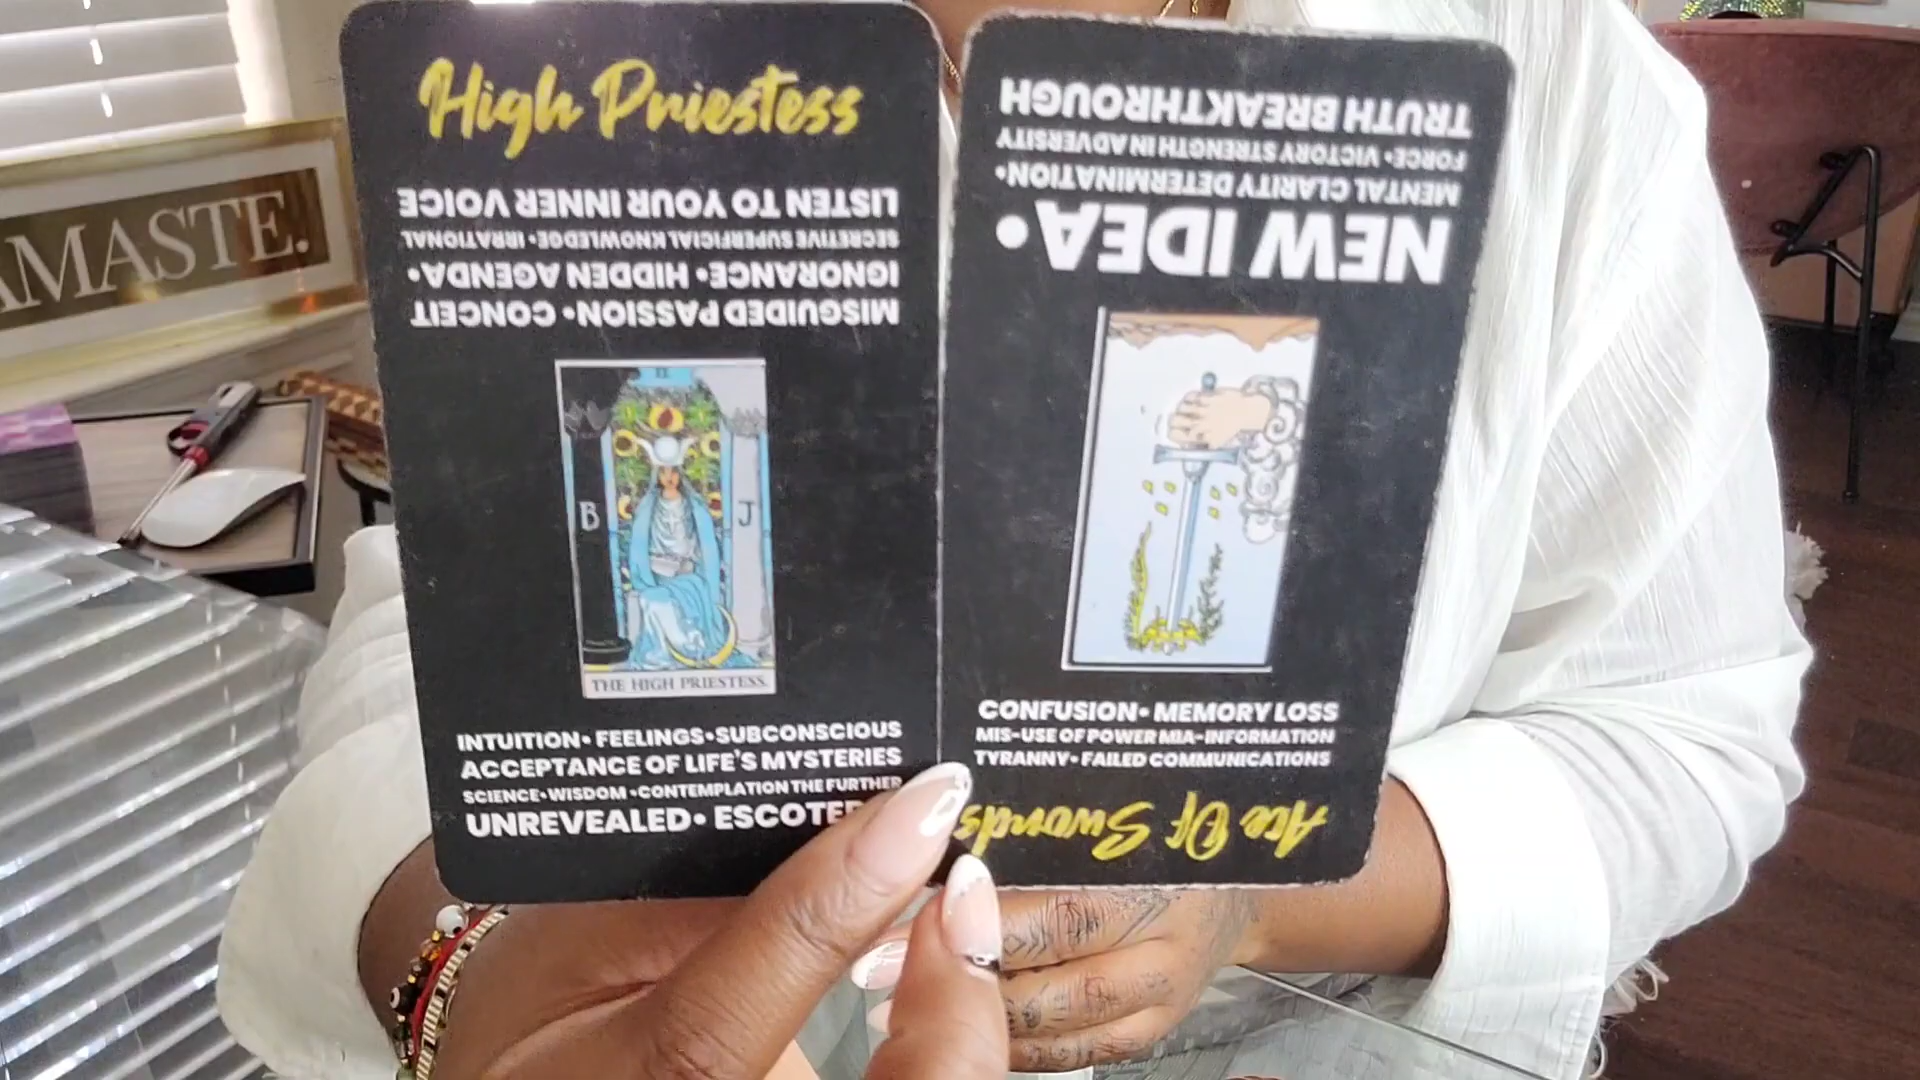 High Priestess
LISTEN TO YOUR INNER VOICE
SECRETIVE SUPERFICIAL KNOWLEDGE • IRRATIONAL
IGNORANCE • HIDDEN AGENDA •
MISGUIDED PASSION • CONCEIT
II
B J
THE HIGH PRIESTESS.
INTUITION • FEELINGS • SUBCONSCIOUS
ACCEPTANCE OF LIFE'S MYSTERIES
SCIENCE • WISDOM • CONTEMPLATION THE FURTHER
UNREVEALED •
TRUTH BREAKTHROUGH
FORCE • VICTORY STRENGTH IN ADVERSITY
MENTAL CLARITY DETERMINATION •
NEW IDEA •
CONFUSION • MEMORY LOSS
MIS-USE OF POWER MIA-INFORMATION
TYRANNY • FAILED COMMUNICATIONS
Ace Of Swords
AMASTE.